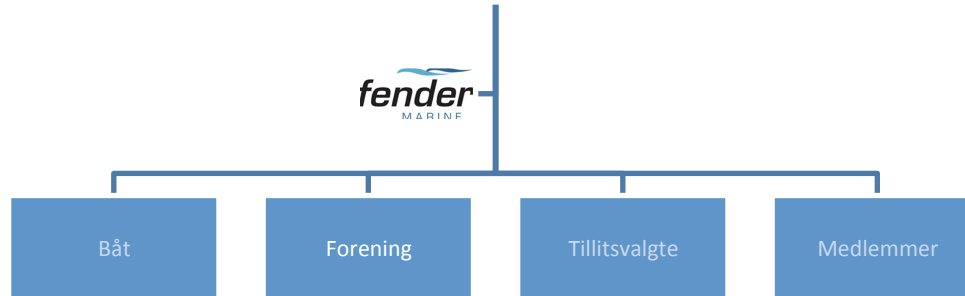 fender
MARINE
Båt
Forening
Tillitsvalgte
Medlemmer